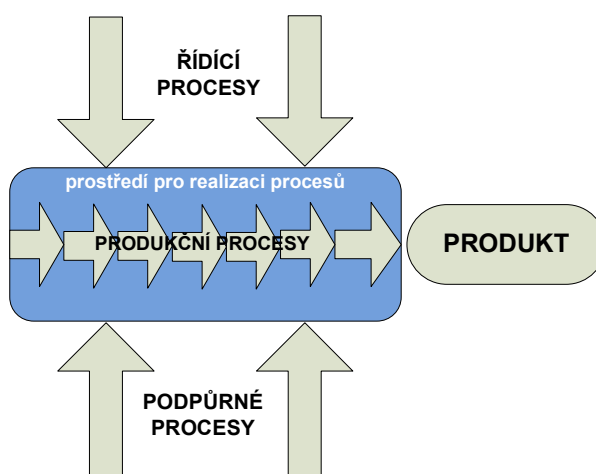 ŘÍDÍCÍ
PROCESY
prostředí pro realizaci procesů
PRODUKČNÍ PROCESY
PRODUKT
PODPŮRNÉ
PROCESY